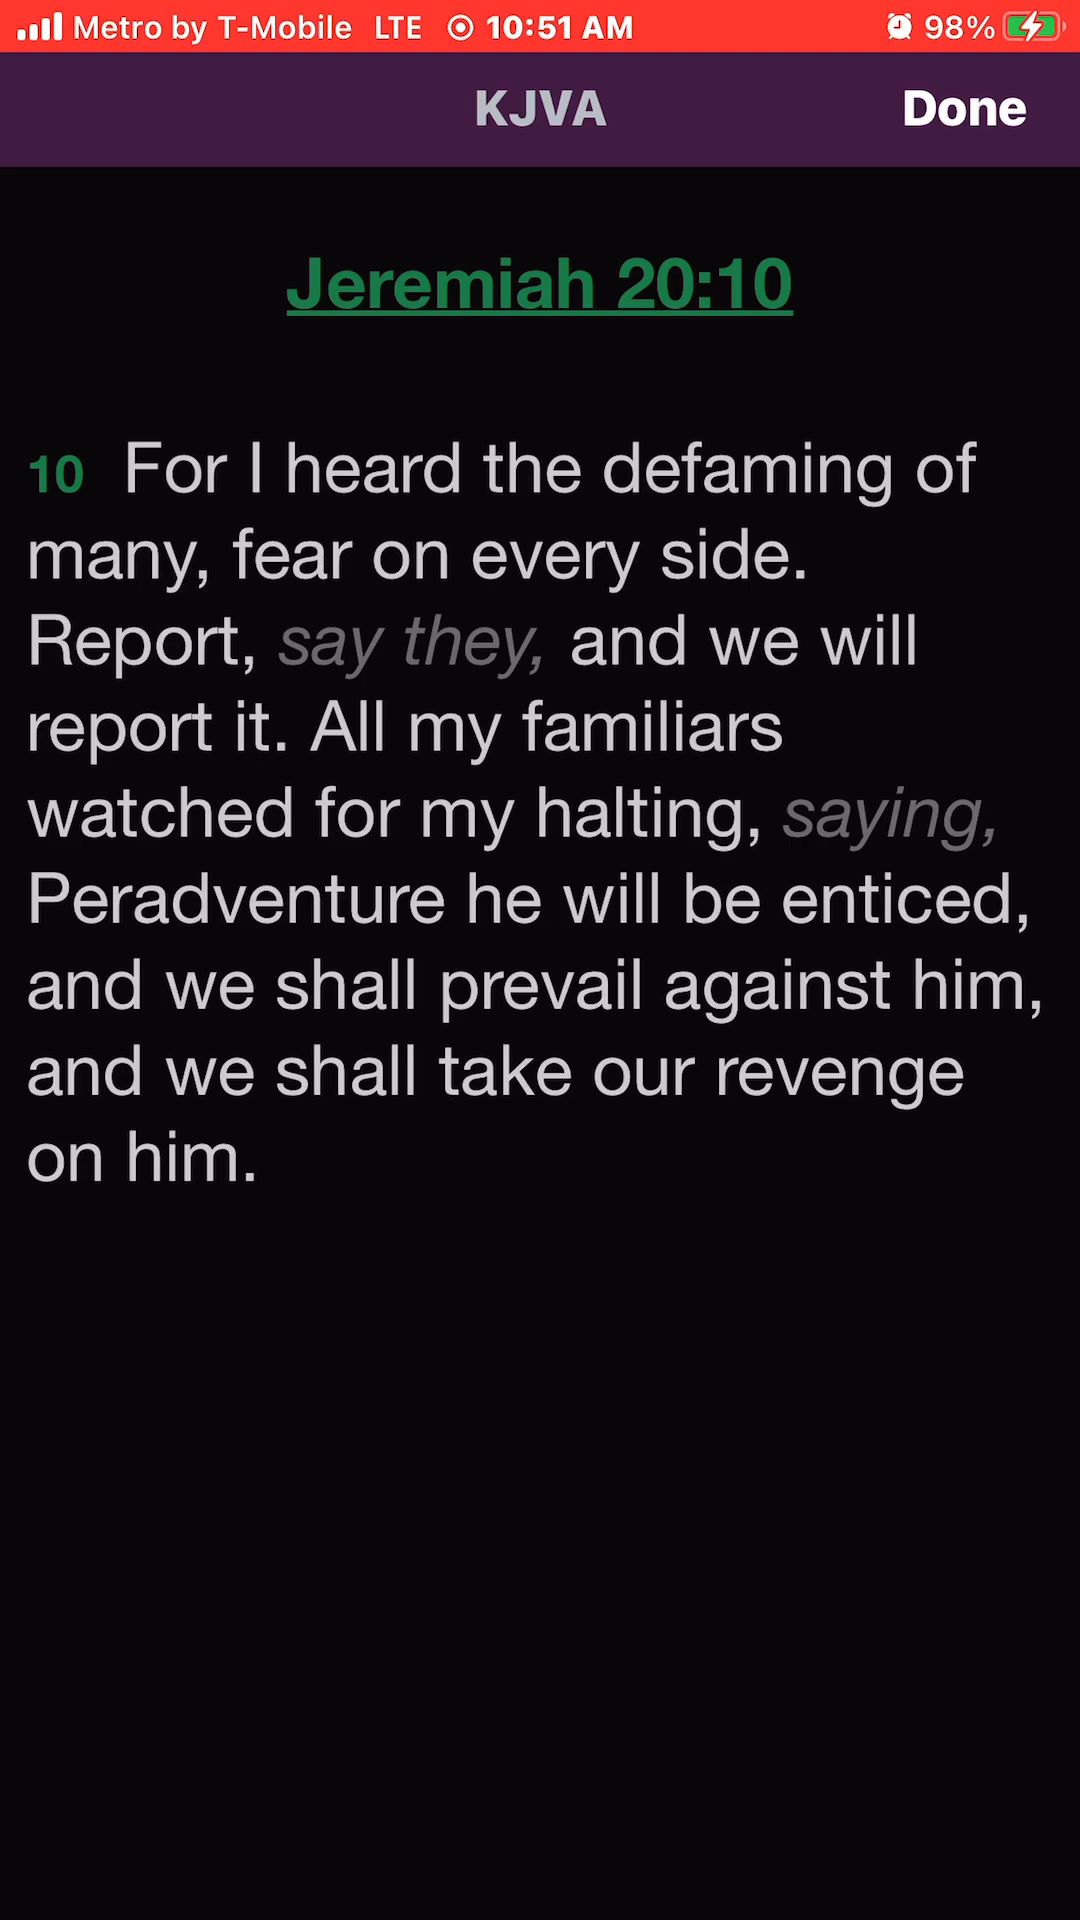 Metro by T-Mobile LTE 10:51 AM 98%
KJVA Done
Jeremiah 20:10
10 For I heard the defaming of
many, fear on every side.
Report, say they, and we will
report it. All my familiars
watched for my halting, saying,
Peradventure he will be enticed,
and we shall prevail against him,
and we shall take our revenge
on him.